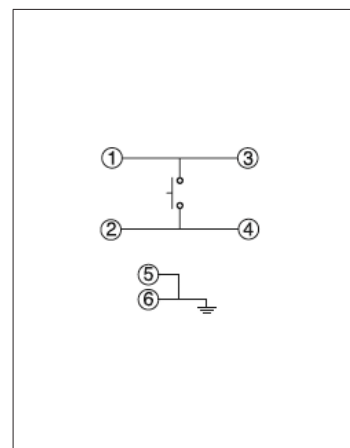 ① ③
② ④
⑤
⑥